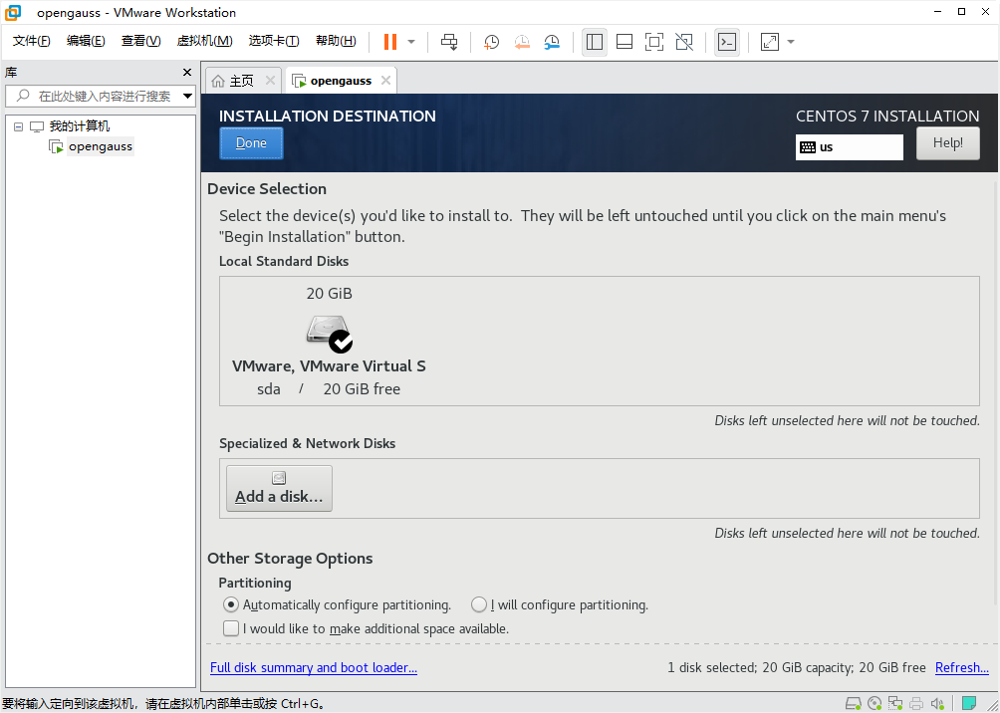 opengauss - VMware Workstation
文件(F) 编辑(E) 查看(V) 虚拟机(M) 选项卡(T) 帮助(H)
库
在此处键入内容进行搜索
我的计算机
opengauss
主页 opengauss
INSTALLATION DESTINATION
Done
CENTOS 7 INSTALLATION
us
Help!
Device Selection
Select the device(s) you'd like to install to. They will be left untouched until you click on the main menu's
"Begin Installation" button.
Local Standard Disks
20 GiB
VMware, VMware Virtual S
sda / 20 GiB free
Disks left unselected here will not be touched.
Specialized & Network Disks
Add a disk...
Disks left unselected here will not be touched.
Other Storage Options
Partitioning
Automatically configure partitioning. I will configure partitioning.
I would like to make additional space available.
Full disk summary and boot loader... 1 disk selected; 20 GiB capacity; 20 GiB free Refresh...
要将输入定向到该虚拟机，请在虚拟机内部单击或按 Ctrl+G。